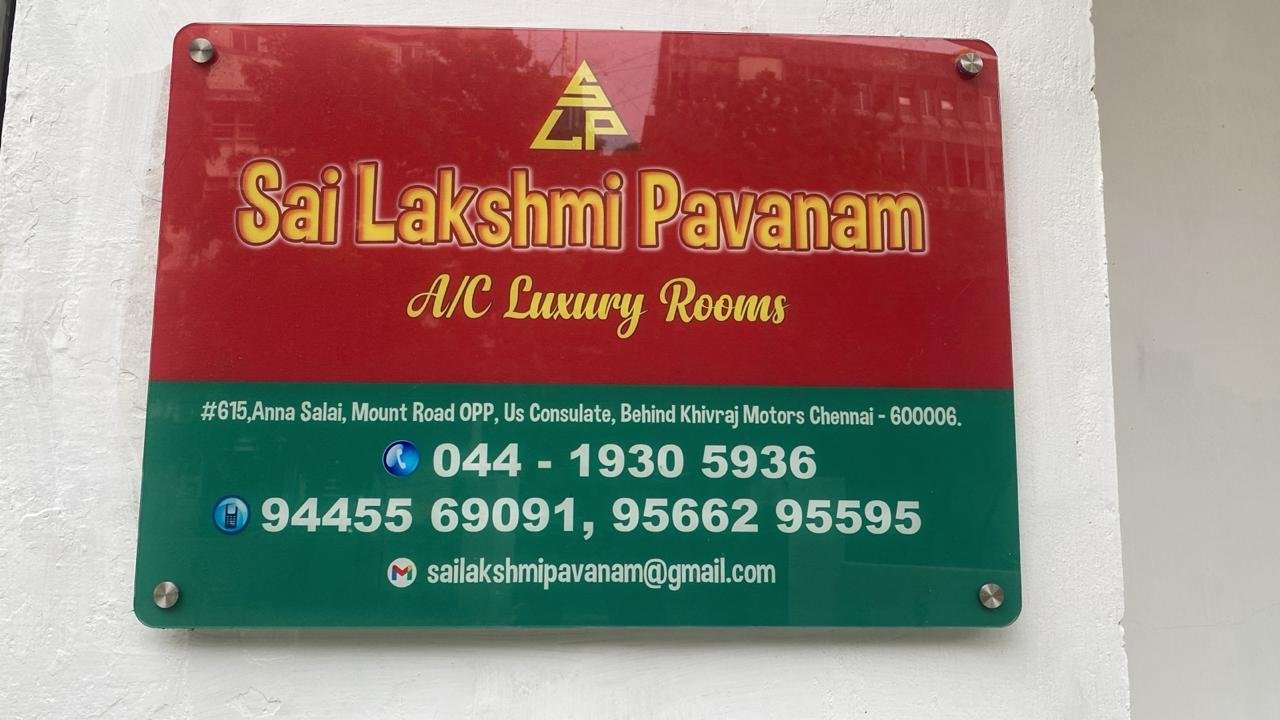 SLP
Sai Lakshmi Pavanam
A/C Luxury Rooms
#615,Anna Salai, Mount Road OPP, Us Consulate, Behind Khivraj Motors Chennai - 600006.
044 - 1930 5936
94455 69091, 95662 95595
sailakshmipavanam@gmail.com